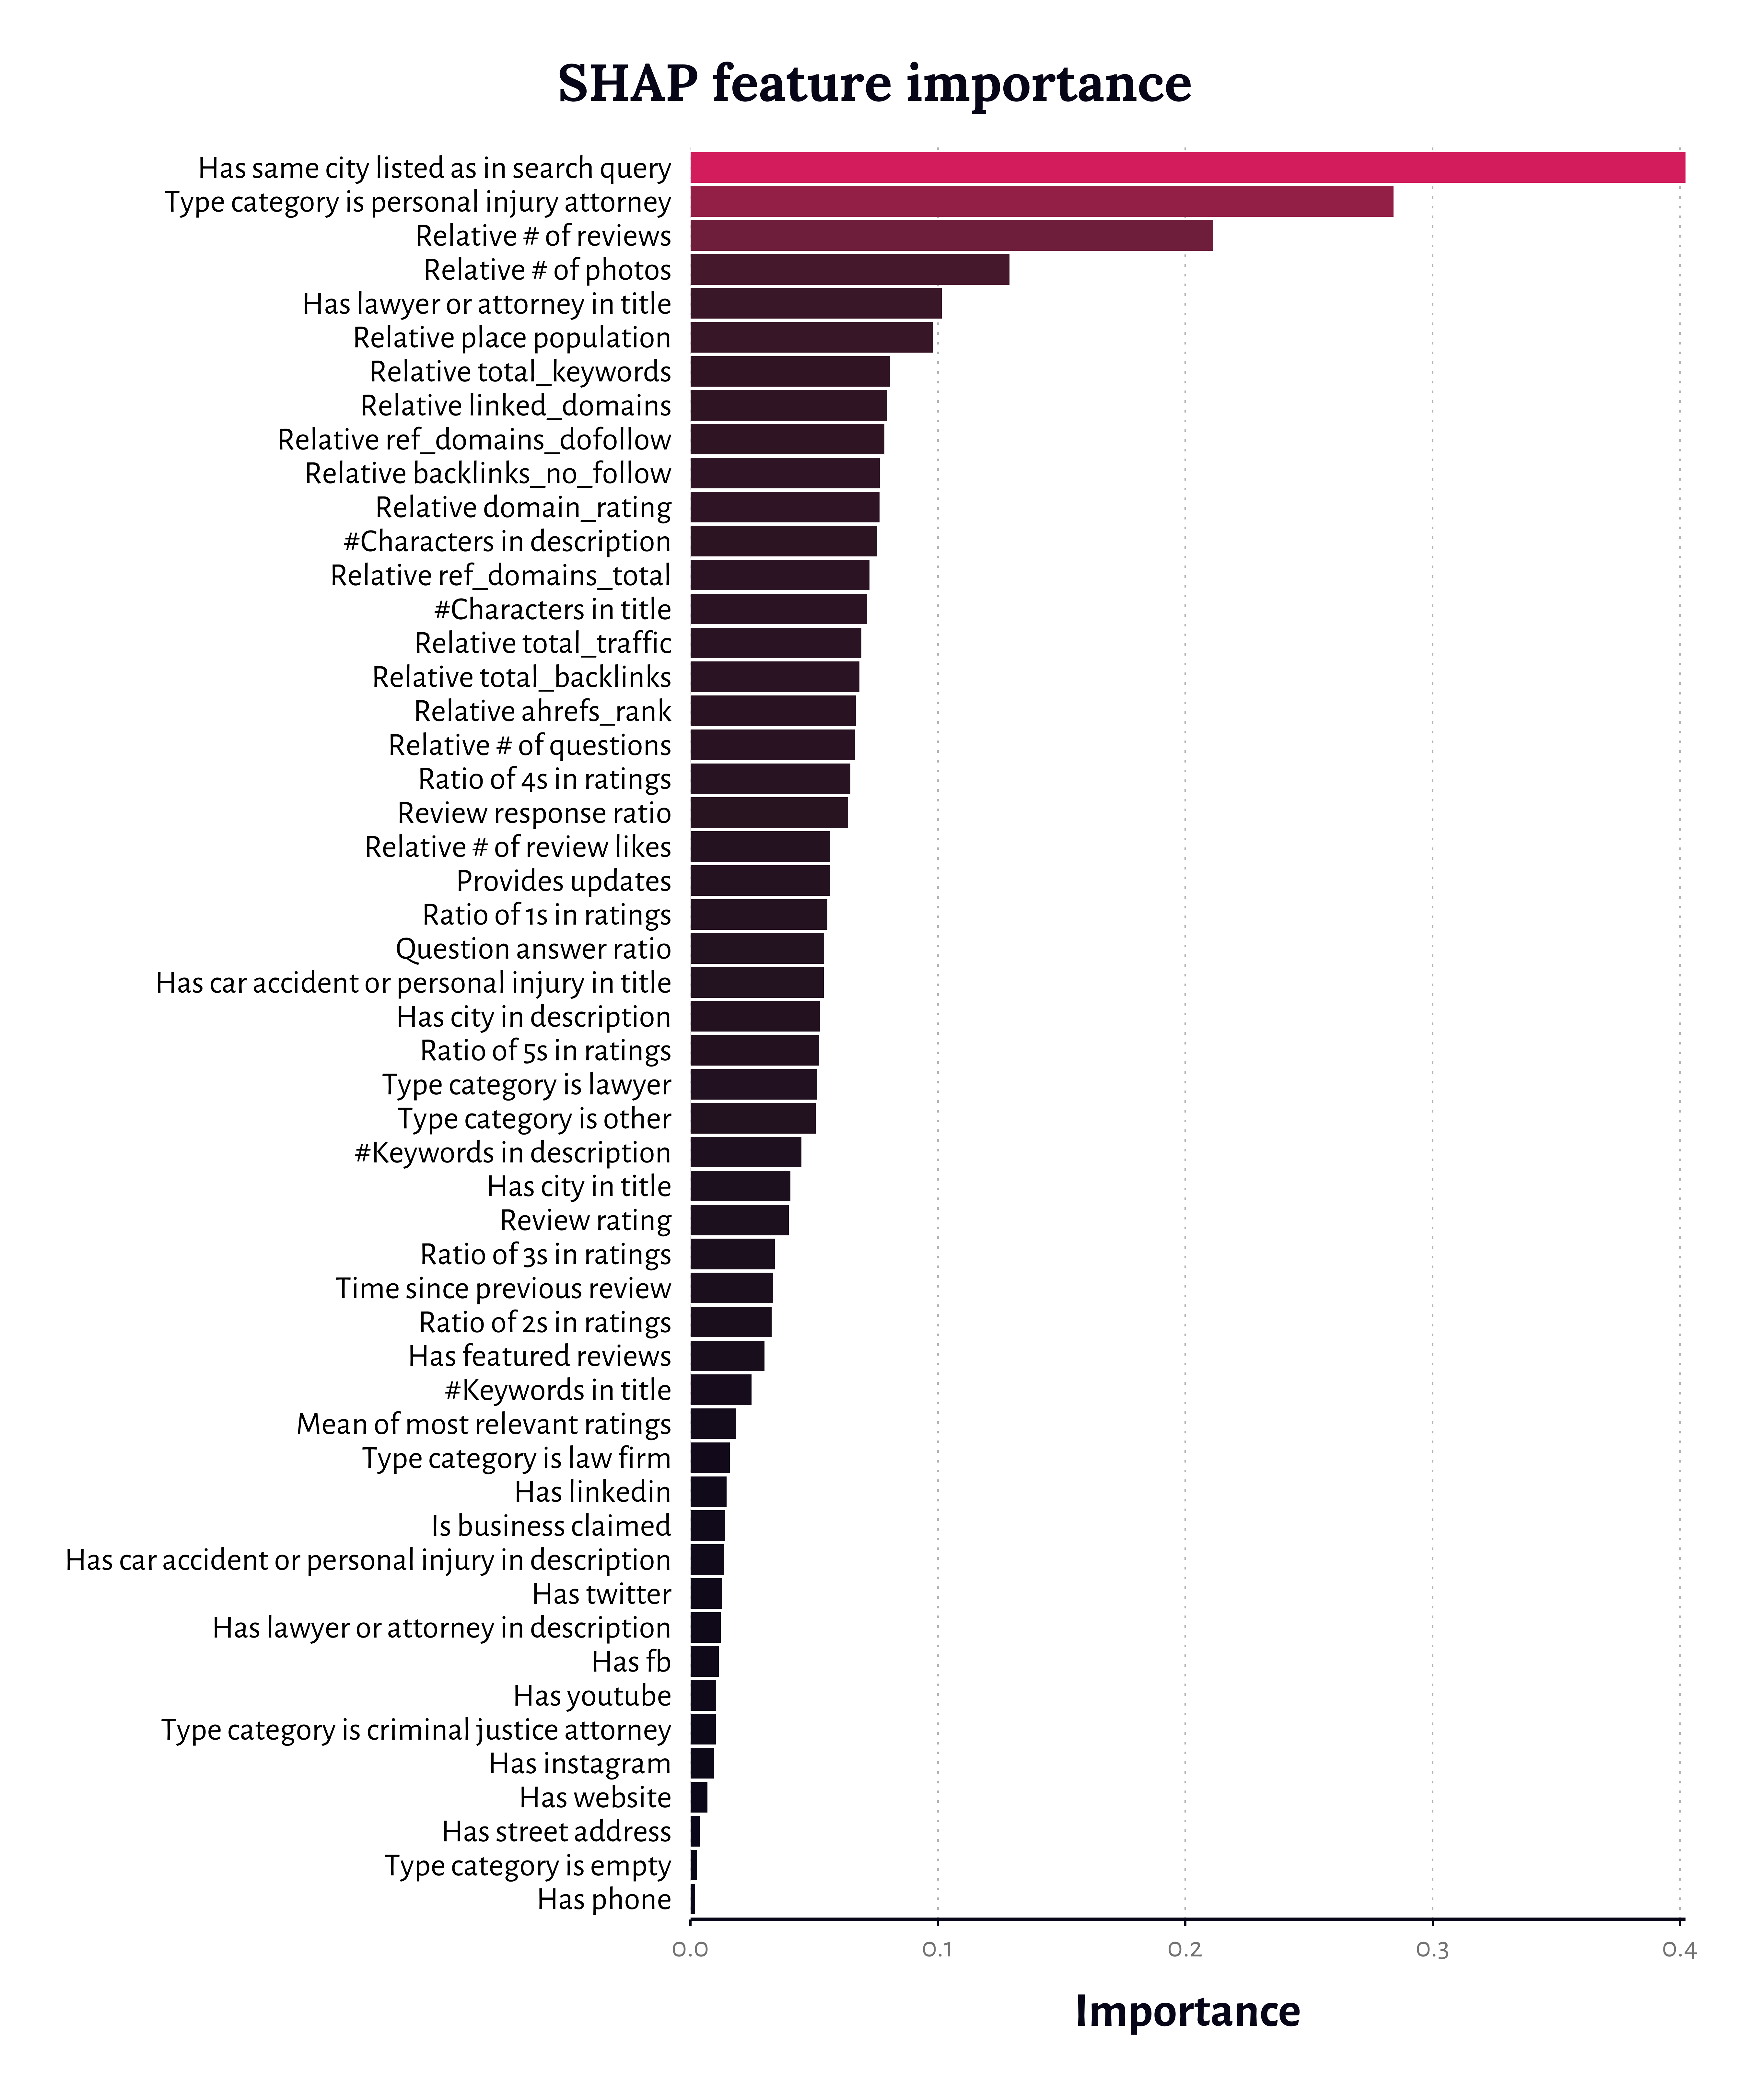 SHAP feature importance
Has same city listed as in search query
Type category is personal injury attorney
Relative # of reviews
Relative # of photos
Has lawyer or attorney in title
Relative place population
Relative total_keywords
Relative linked_domains
Relative ref_domains_dofollow
Relative backlinks_no_follow
Relative domain_rating
#Characters in description
Relative ref_domains_total
#Characters in title
Relative total_traffic
Relative total_backlinks
Relative ahrefs_rank
Relative # of questions
Ratio of 4s in ratings
Review response ratio
Relative # of review likes
Provides updates
Ratio of 1s in ratings
Question answer ratio
Has car accident or personal injury in title
Has city in description
Ratio of 5s in ratings
Type category is lawyer
Type category is other
#Keywords in description
Has city in title
Review rating
Ratio of 3s in ratings
Time since previous review
Ratio of 2s in ratings
Has featured reviews
#Keywords in title
Mean of most relevant ratings
Type category is law firm
Has linkedin
Is business claimed
Has car accident or personal injury in description
Has twitter
Has lawyer or attorney in description
Has fb
Has youtube
Type category is criminal justice attorney
Has instagram
Has website
Has street address
Type category is empty
Has phone
0.0 0.1 0.2 0.3 0.4
Importance